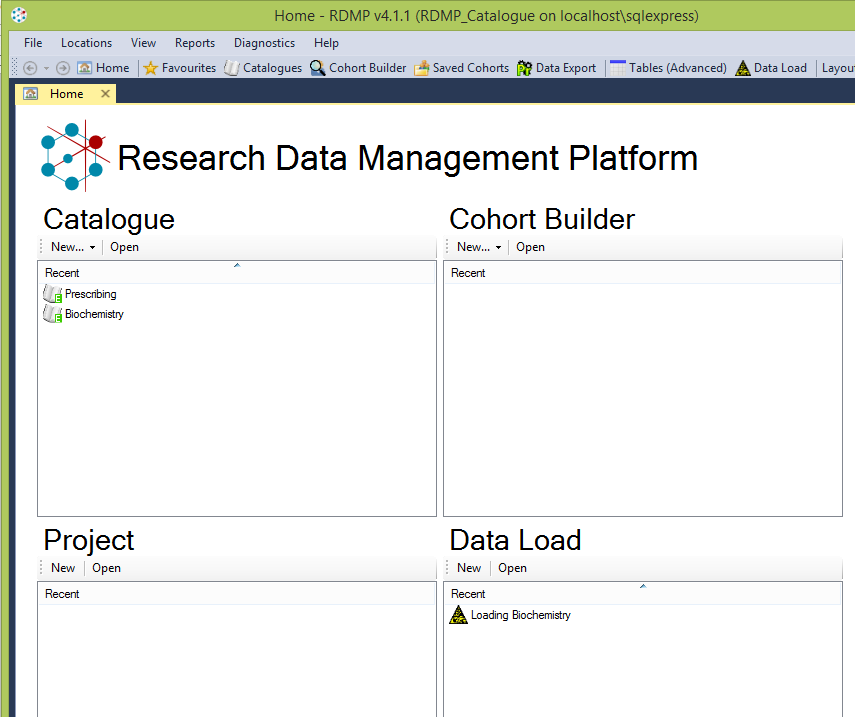 Home - RDMP v4.1.1 (RDMP_Catalogue on localhost\sqlexpress)
File Locations View Reports Diagnostics Help
Home Favourites Catalogues Cohort Builder Saved Cohorts Data Export Tables (Advanced) Data Load Layou
Home
Research Data Management Platform
Catalogue
New... Open
Recent
Prescribing
Biochemistry
Cohort Builder
New... Open
Recent
Project
New Open
Recent
Data Load
New Open
Recent
Loading Biochemistry